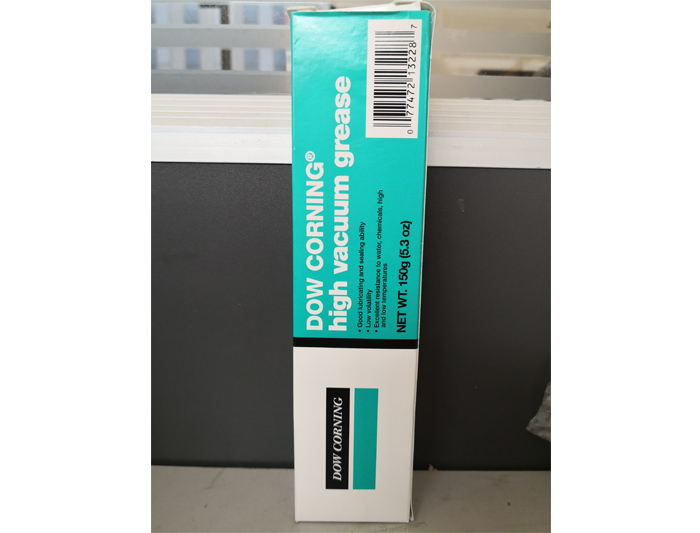 DOW CORNING®
high vacuum grease
• Good lubricating and sealing ability
• Low volatility
• Excellent resistance to water, chemicals, high
and low temperatures
NET WT. 150g (5.3 oz)
0 77472 13228 7
DOW CORNING